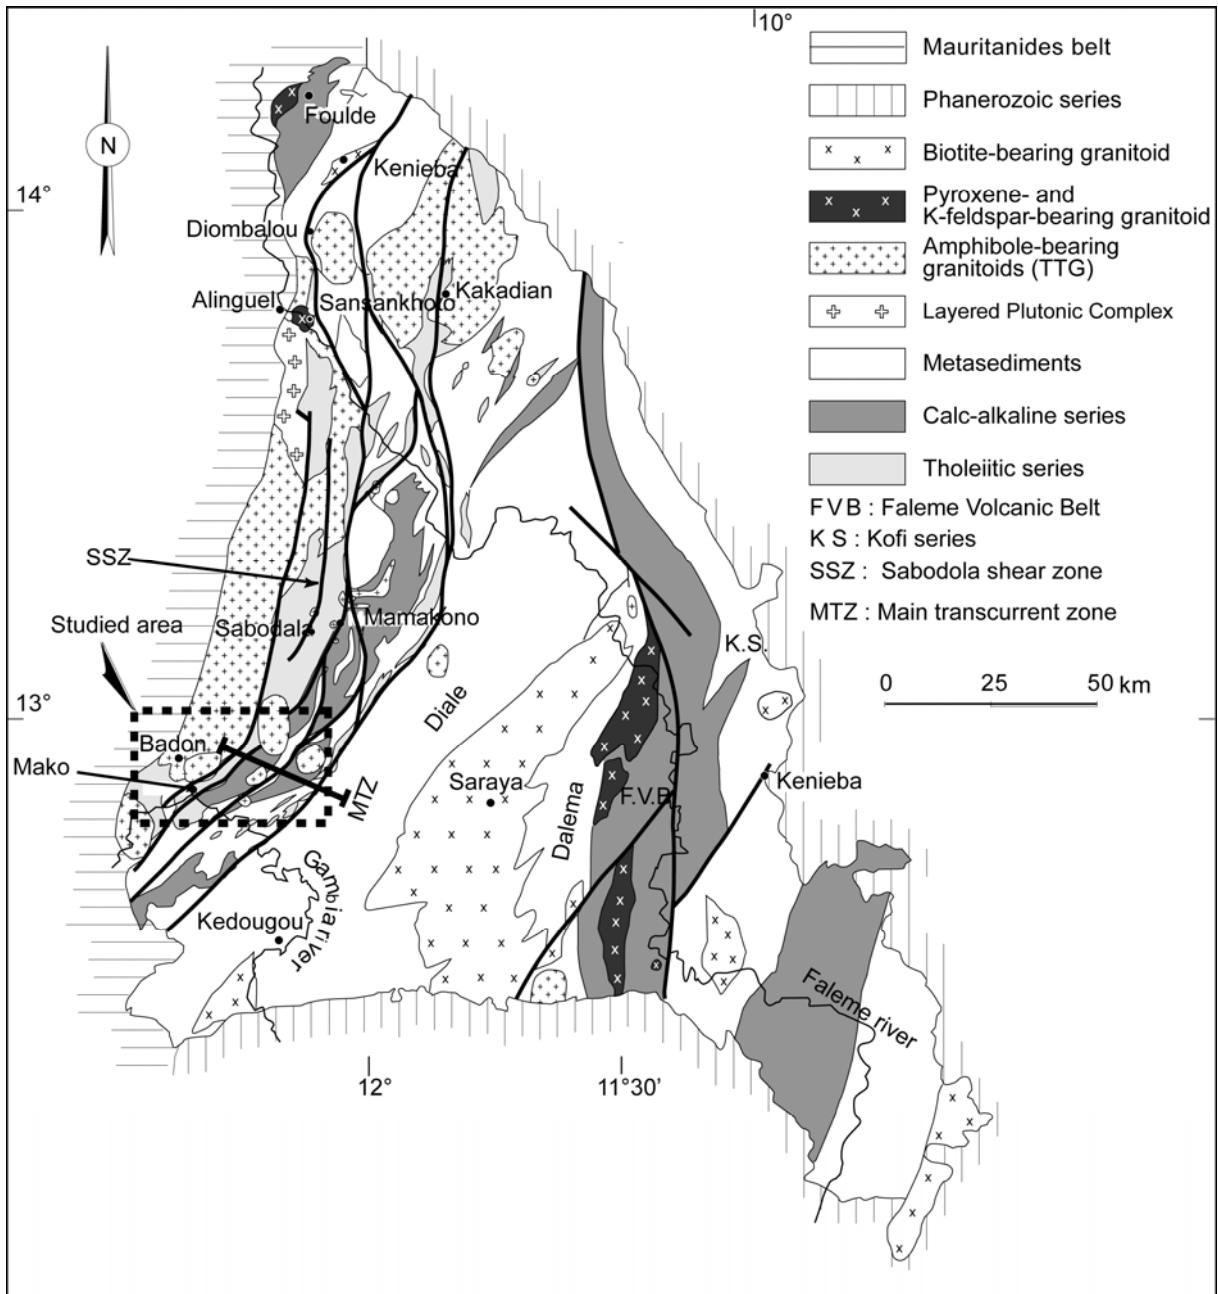 10°
Mauritanides belt
Phanerozoic series
Biotite-bearing granitoid
Pyroxene- and
K-feldspar-bearing granitoid
Amphibole-bearing
granitoids (TTG)
Layered Plutonic Complex
Metasediments
Calc-alkaline series
Tholeiitic series
F V B : Faleme Volcanic Belt
K S : Kofi series
SSZ : Sabodola shear zone
MTZ : Main transcurrent zone
0 25 50 km
N
14°
13°
Foulde
Kenieba
Diombalou
Alinguel
Sansankhoto
Kakadian
SSZ
Studied area
Sabodala
Mamakono
K.S.
Diale
Badon
Mako
MTZ
Saraya
Dalema
F.V.B
Kenieba
Gambia river
Kedougou
Faleme river
12°
11°30'